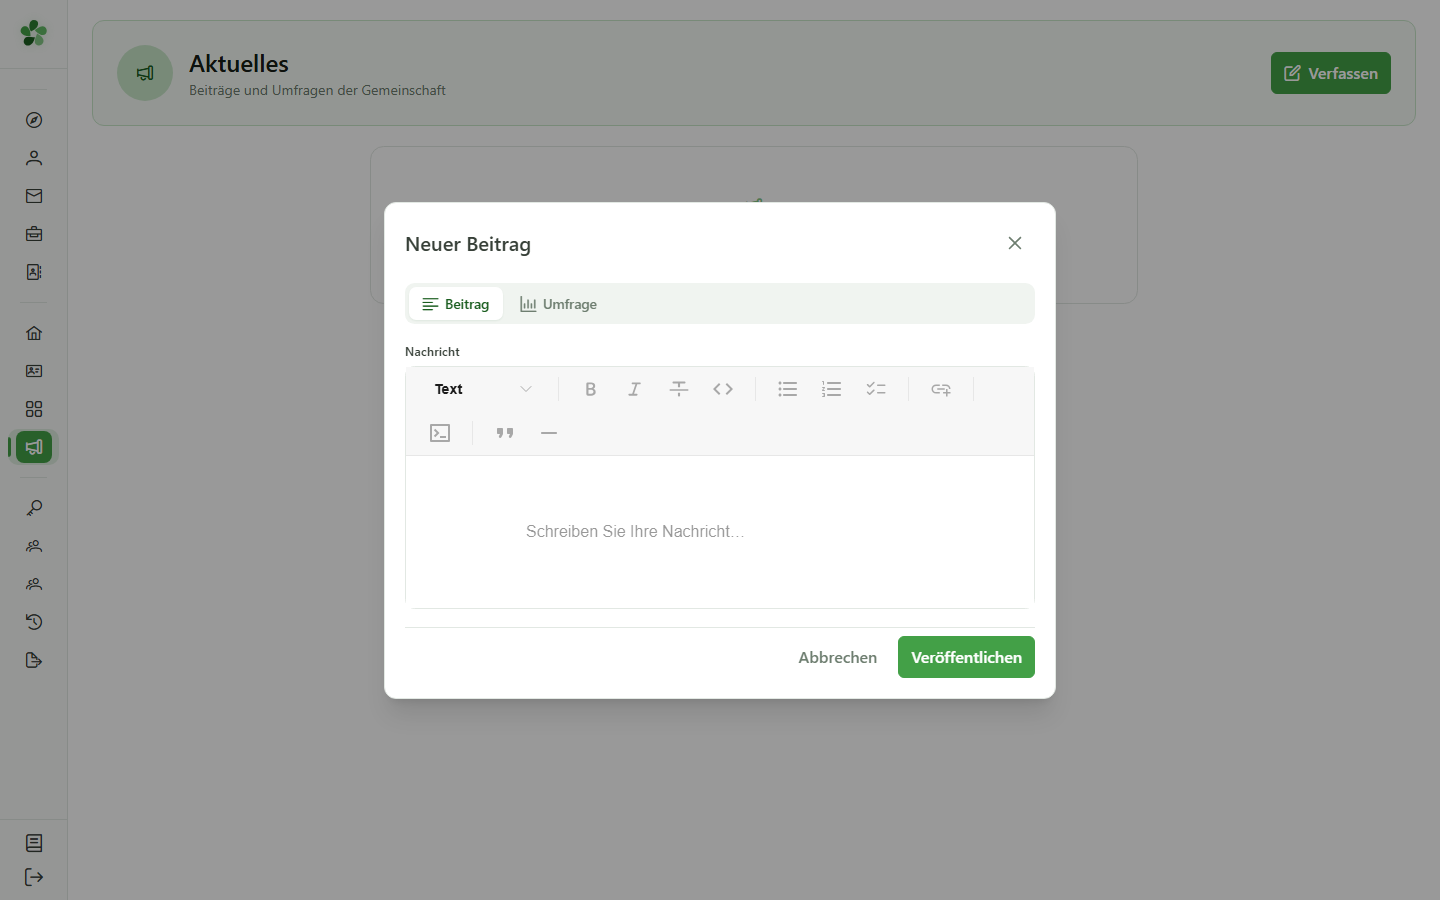 Aktuelles
Beiträge und Umfragen der Gemeinschaft
Verfassen
Neuer Beitrag
Beitrag
Umfrage
Nachricht
Text
Schreiben Sie Ihre Nachricht…
Abbrechen
Veröffentlichen